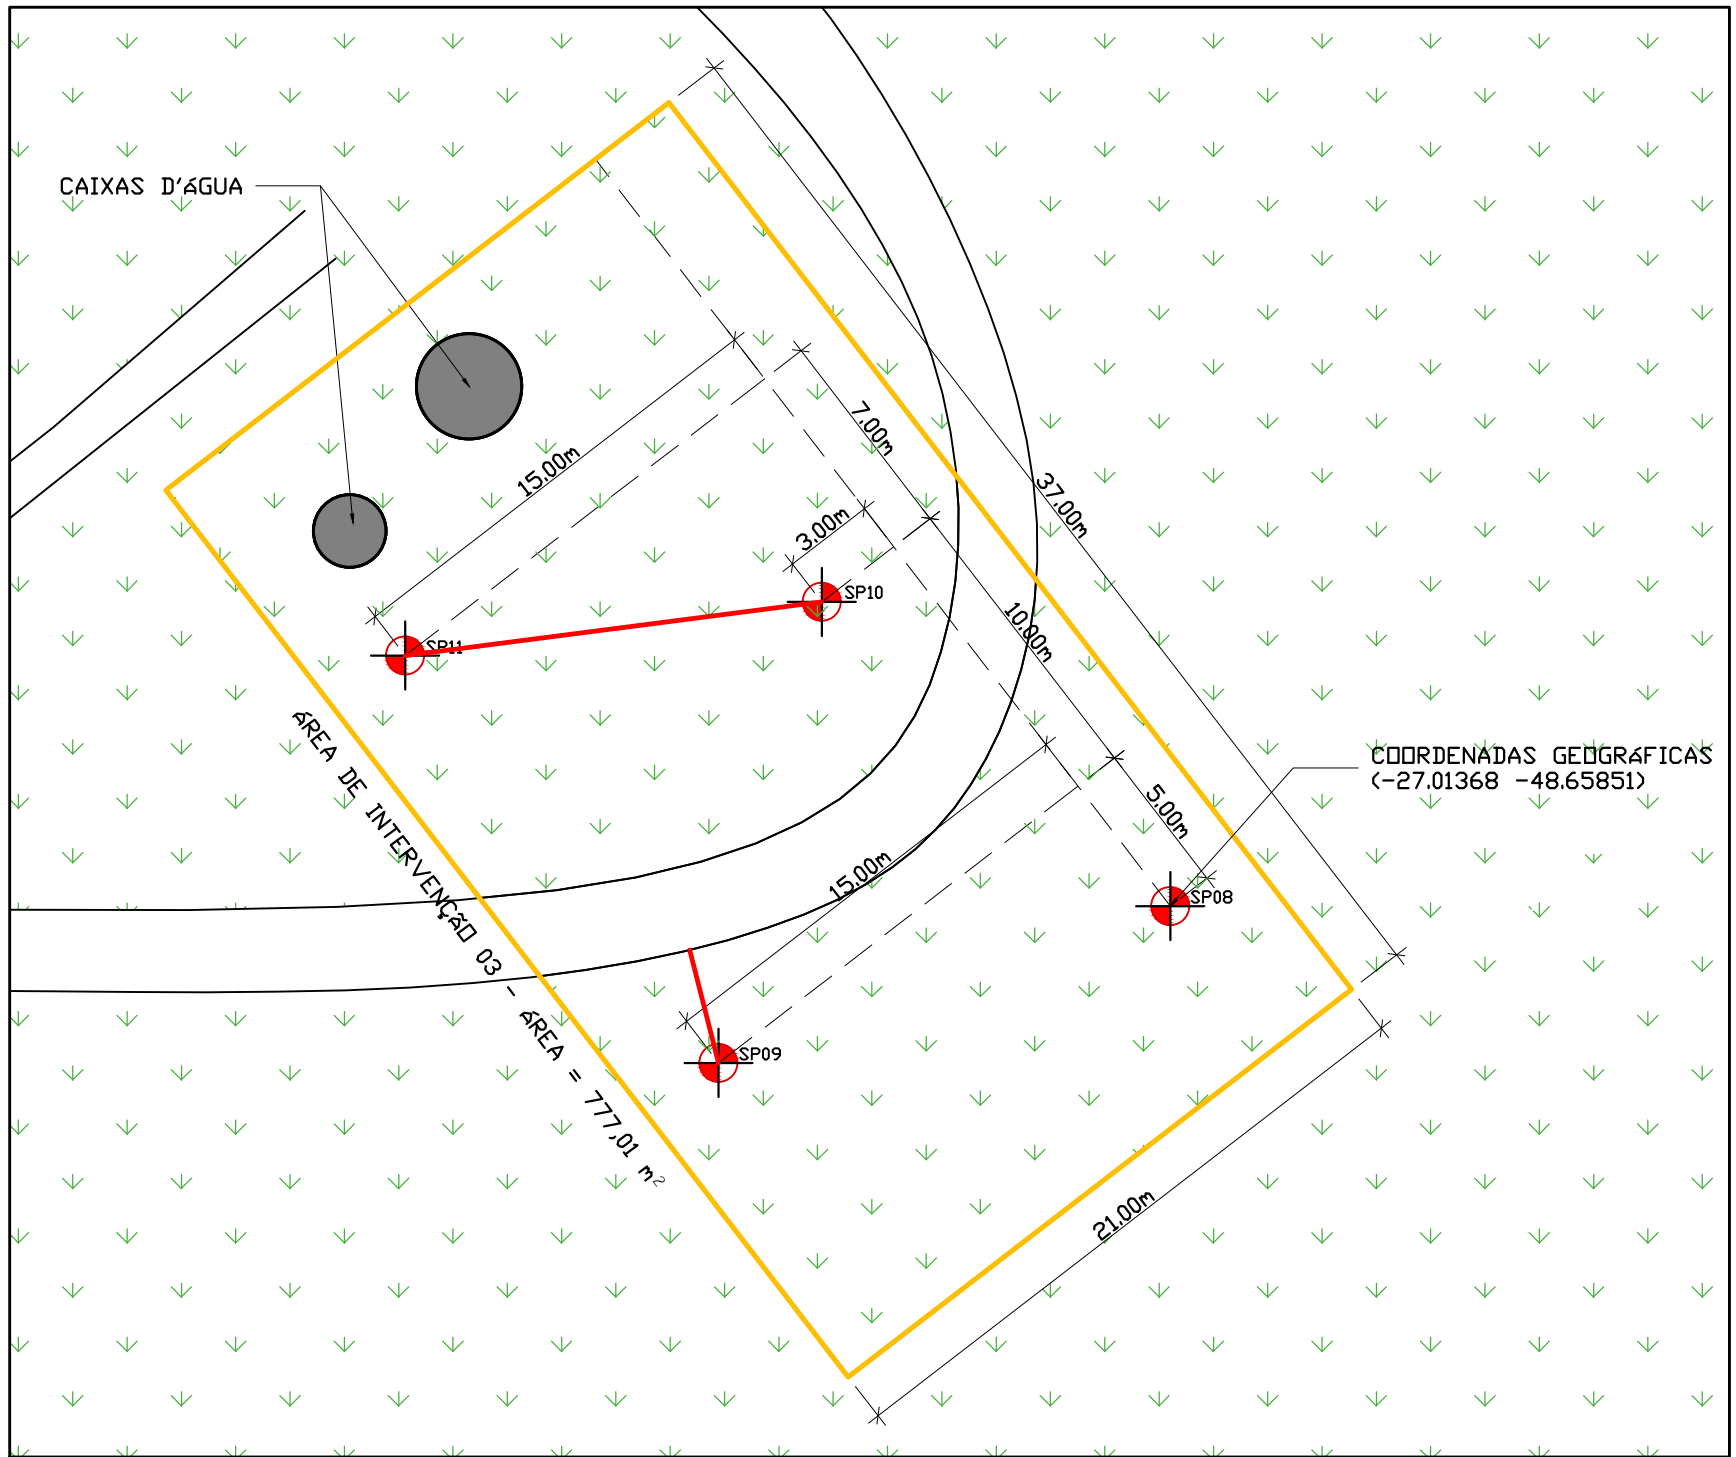 CAIXAS D'áGUA
7,00m
15.00m
37.00m
3,00m
SP10
10.00m
SP11
áREA DE INTERVENÇãO 03 - áREA = 777,01 m²
COORDENADAS GEOGRáFICAS
(-27.01368 -48.65851)
5.00m
15.00m
SP08
SP09
21.00m